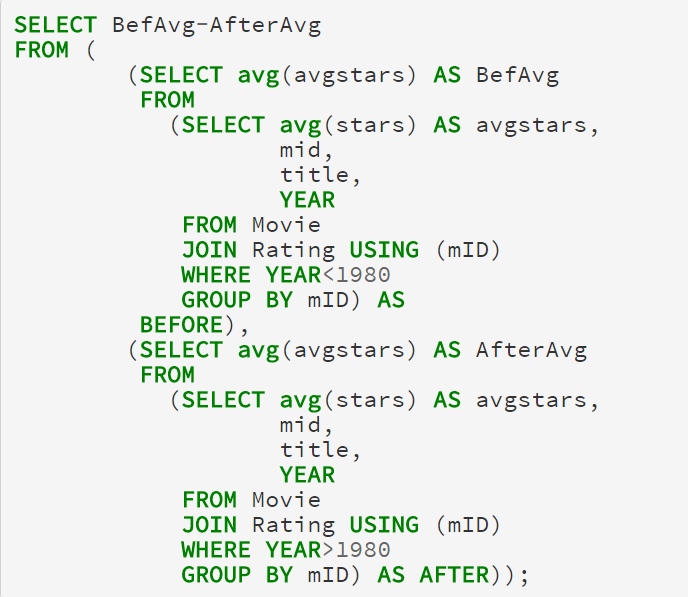 SELECT BefAvg-AfterAvg
FROM (
(SELECT avg(avgstars) AS BefAvg
FROM
(SELECT avg(stars) AS avgstars,
mid,
title,
YEAR
FROM Movie
JOIN Rating USING (mID)
WHERE YEAR<1980
GROUP BY mID) AS
BEFORE),
(SELECT avg(avgstars) AS AfterAvg
FROM
(SELECT avg(stars) AS avgstars,
mid,
title,
YEAR
FROM Movie
JOIN Rating USING (mID)
WHERE YEAR>1980
GROUP BY mID) AS AFTER));